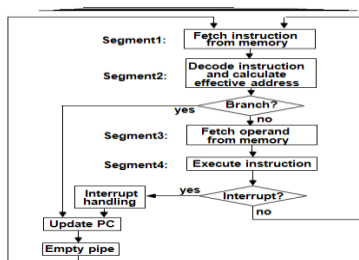 Segment1: Fetch instruction
from memory
Segment2: Decode instruction
and calculate
effective address
yes Branch?
no
Segment3: Fetch operand
from memory
Segment4: Execute instruction
Interrupt
handling
yes Interrupt?
no
Update PC
Empty pipe